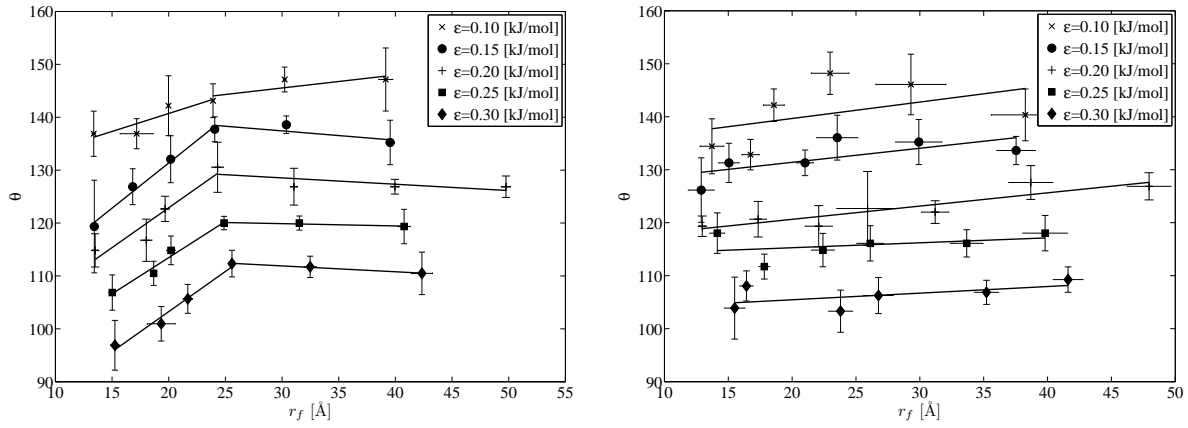 160
150
140
130
120
110
100
90
θ
10 15 20 25 30 35 40 45 50 55
r_f [Å]
ε=0.10 [kJ/mol]
ε=0.15 [kJ/mol]
ε=0.20 [kJ/mol]
ε=0.25 [kJ/mol]
ε=0.30 [kJ/mol]
160
150
140
130
120
110
100
90
θ
10 15 20 25 30 35 40 45 50
r_f [Å]
ε=0.10 [kJ/mol]
ε=0.15 [kJ/mol]
ε=0.20 [kJ/mol]
ε=0.25 [kJ/mol]
ε=0.30 [kJ/mol]